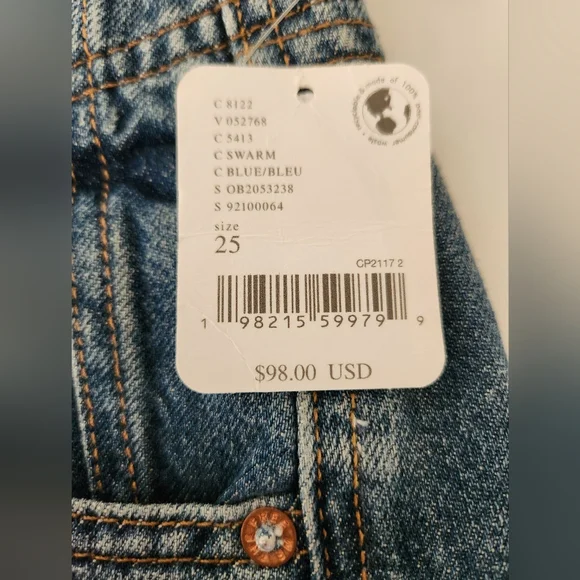 C 8122
V 052768
C 5413
C SWARM
C BLUE/BLEU
S OB2053238
S 92100064
size
25
CP2117 2
1 98215 59979 9
$98.00 USD